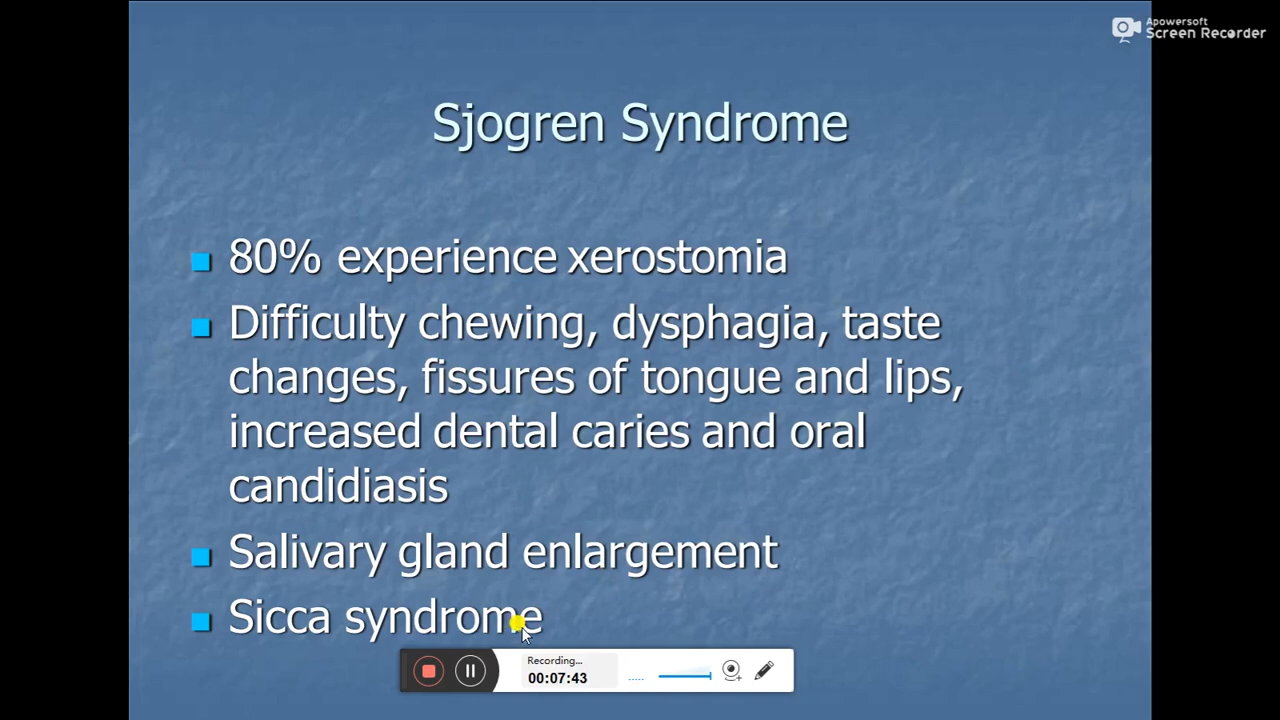 Apowersoft
Screen Recorder
Sjogren Syndrome
80% experience xerostomia
Difficulty chewing, dysphagia, taste
changes, fissures of tongue and lips,
increased dental caries and oral
candidiasis
Salivary gland enlargement
Sicca syndrome
Recording...
00:07:43